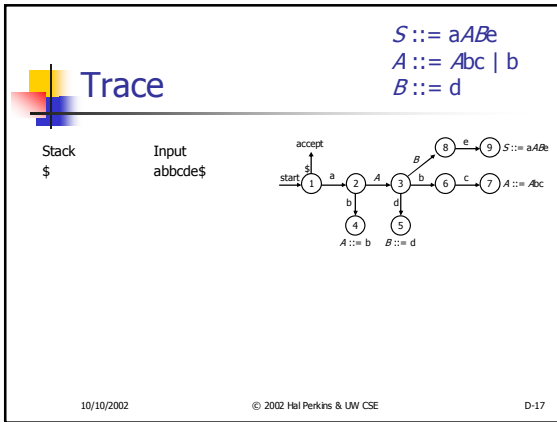 Trace
S ::= aABe
A ::= Abc | b
B ::= d
Stack Input
$ abbcde$
accept
$
start 1 a 2 A 3 b 6 c 7 A ::= Abc
B 8 e 9 S ::= aABe
b d
4 5
A ::= b B ::= d
10/10/2002 © 2002 Hal Perkins & UW CSE D-17